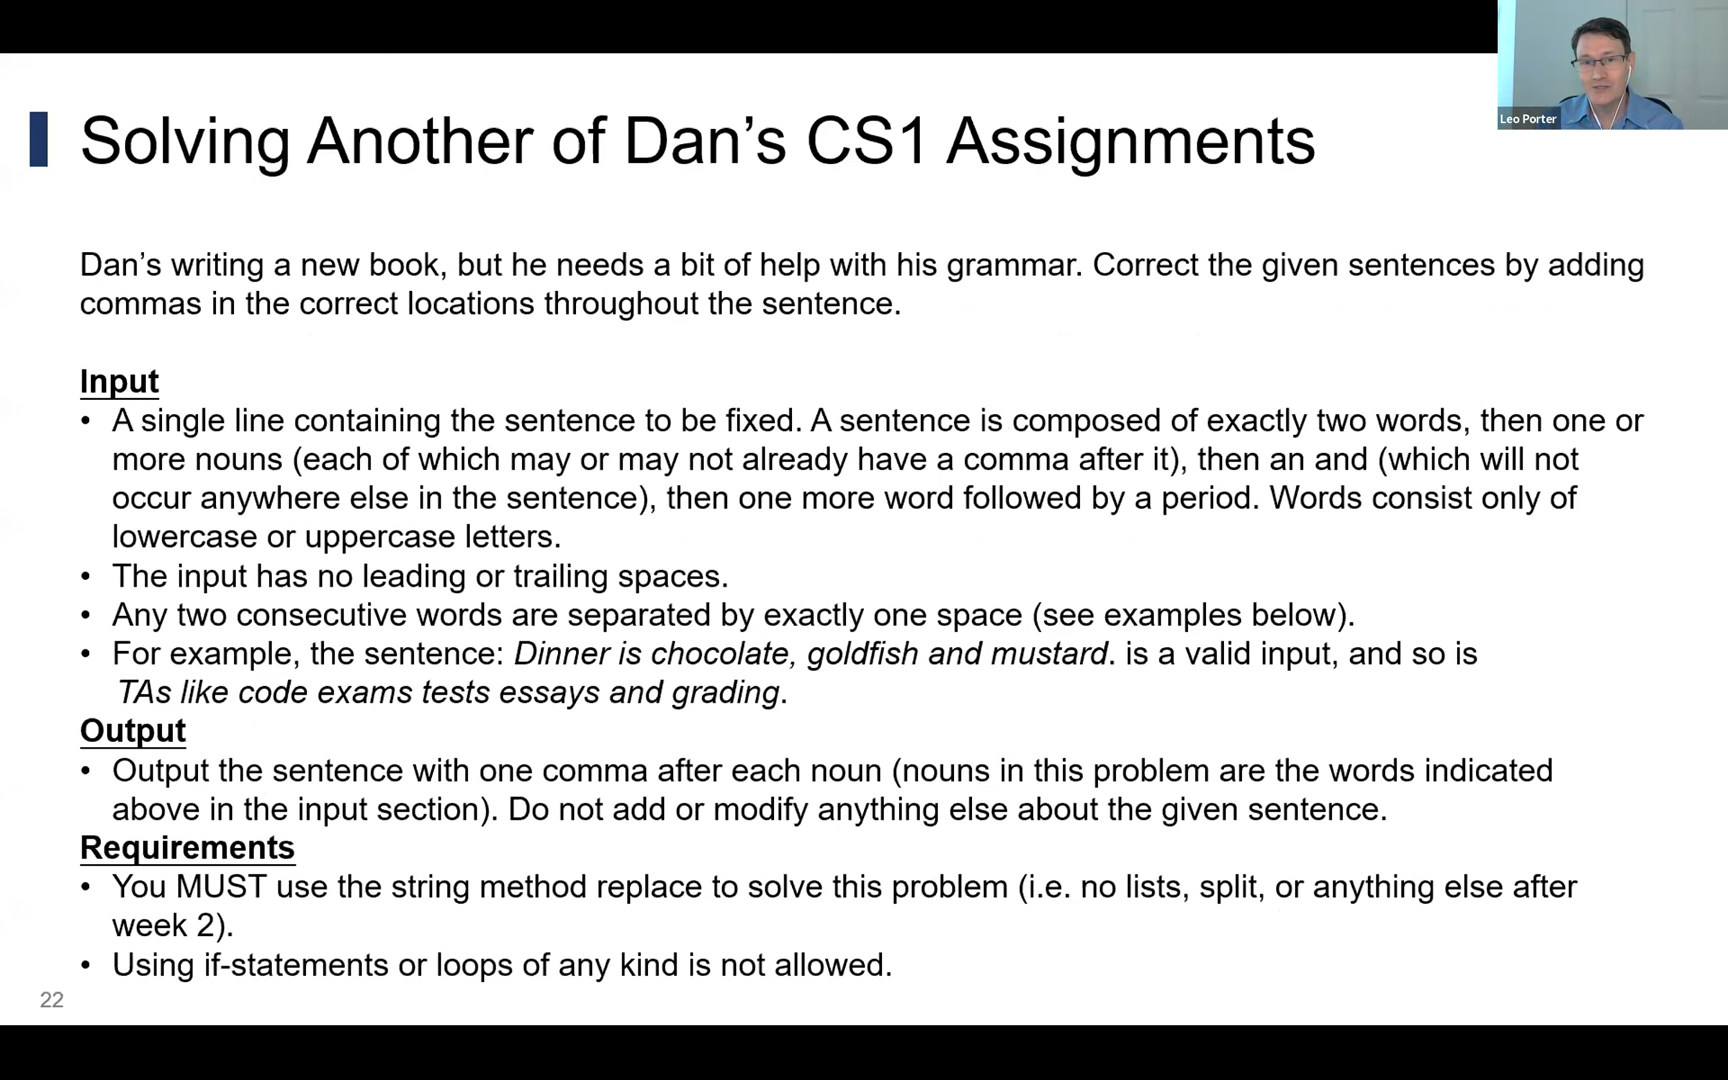 Leo Porter
Solving Another of Dan’s CS1 Assignments
Dan’s writing a new book, but he needs a bit of help with his grammar. Correct the given sentences by adding
commas in the correct locations throughout the sentence.
Input
• A single line containing the sentence to be fixed. A sentence is composed of exactly two words, then one or
more nouns (each of which may or may not already have a comma after it), then an and (which will not
occur anywhere else in the sentence), then one more word followed by a period. Words consist only of
lowercase or uppercase letters.
• The input has no leading or trailing spaces.
• Any two consecutive words are separated by exactly one space (see examples below).
• For example, the sentence: Dinner is chocolate, goldfish and mustard. is a valid input, and so is
TAs like code exams tests essays and grading.
Output
• Output the sentence with one comma after each noun (nouns in this problem are the words indicated
above in the input section). Do not add or modify anything else about the given sentence.
Requirements
• You MUST use the string method replace to solve this problem (i.e. no lists, split, or anything else after
week 2).
• Using if-statements or loops of any kind is not allowed.
22